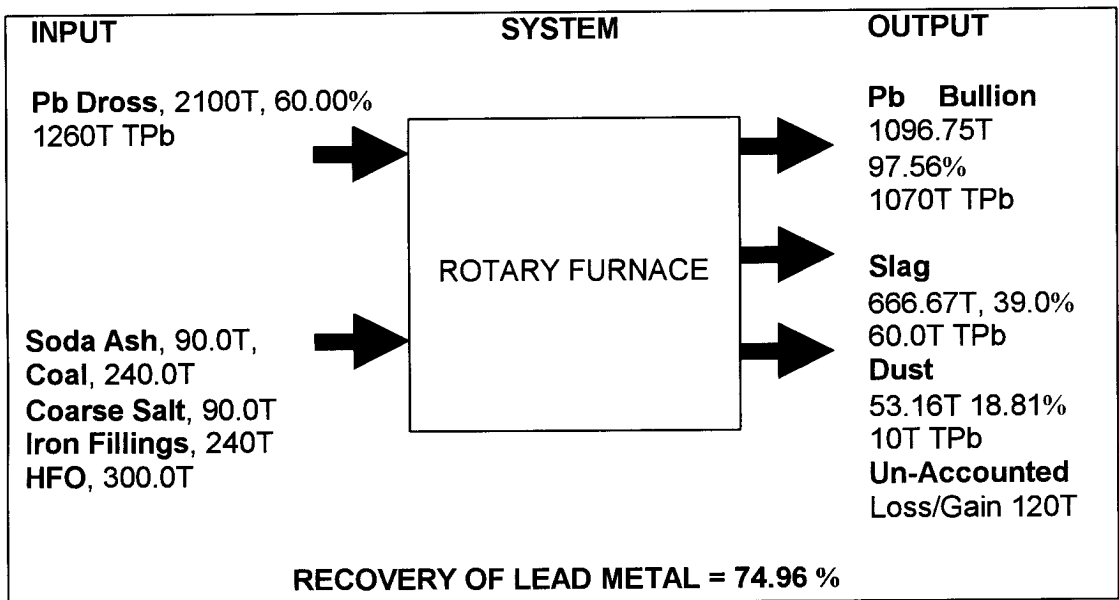 INPUT
SYSTEM
OUTPUT
Pb Dross, 2100T, 60.00%
1260T TPb
Soda Ash, 90.0T,
Coal, 240.0T
Coarse Salt, 90.0T
Iron Fillings, 240T
HFO, 300.0T
ROTARY FURNACE
Pb Bullion
1096.75T
97.56%
1070T TPb
Slag
666.67T, 39.0%
60.0T TPb
Dust
53.16T 18.81%
10T TPb
Un-Accounted
Loss/Gain 120T
RECOVERY OF LEAD METAL = 74.96 %